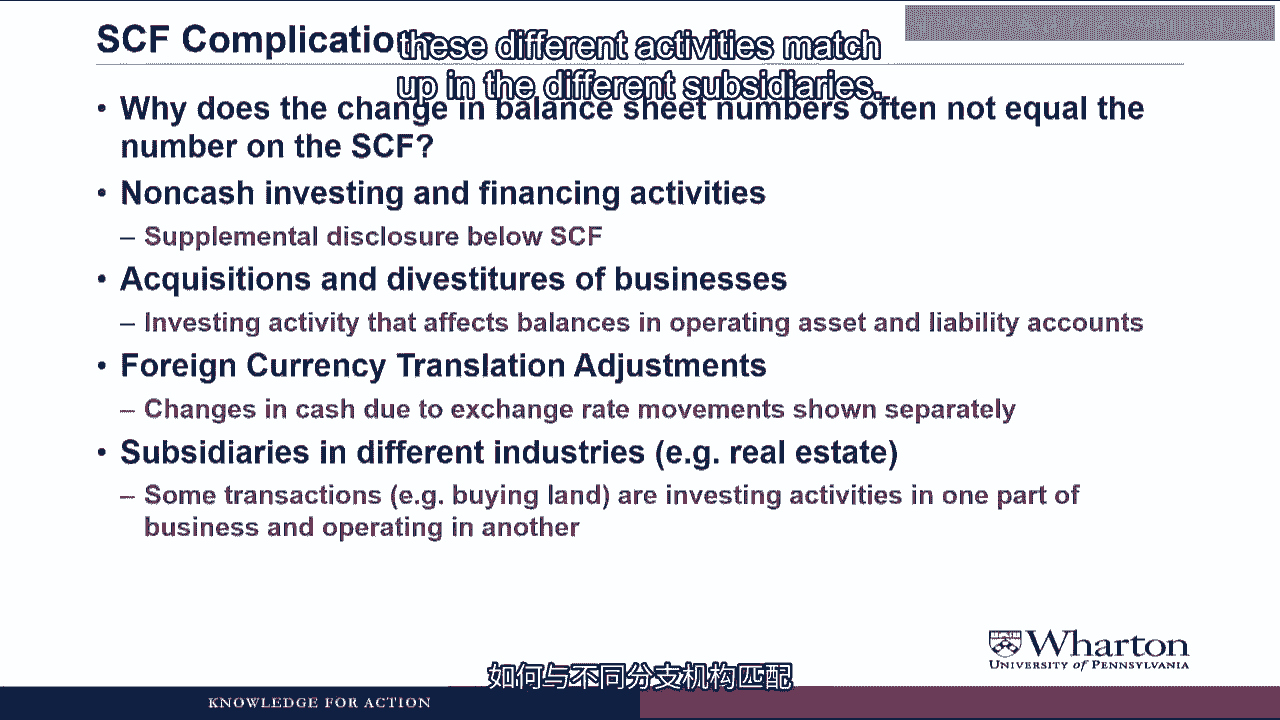 SCF Complications
these different activities match
up in the different subsidiaries.
• Why does the change in balance sheet numbers often not equal the
number on the SCF?
• Noncash investing and financing activities
– Supplemental disclosure below SCF
• Acquisitions and divestitures of businesses
– Investing activity that affects balances in operating asset and liability accounts
• Foreign Currency Translation Adjustments
– Changes in cash due to exchange rate movements shown separately
• Subsidiaries in different industries (e.g. real estate)
– Some transactions (e.g. buying land) are investing activities in one part of
business and operating in another
Wharton
UNIVERSITY of PENNSYLVANIA
如何与不同分支机构匹配
KNOWLEDGE FOR ACTION